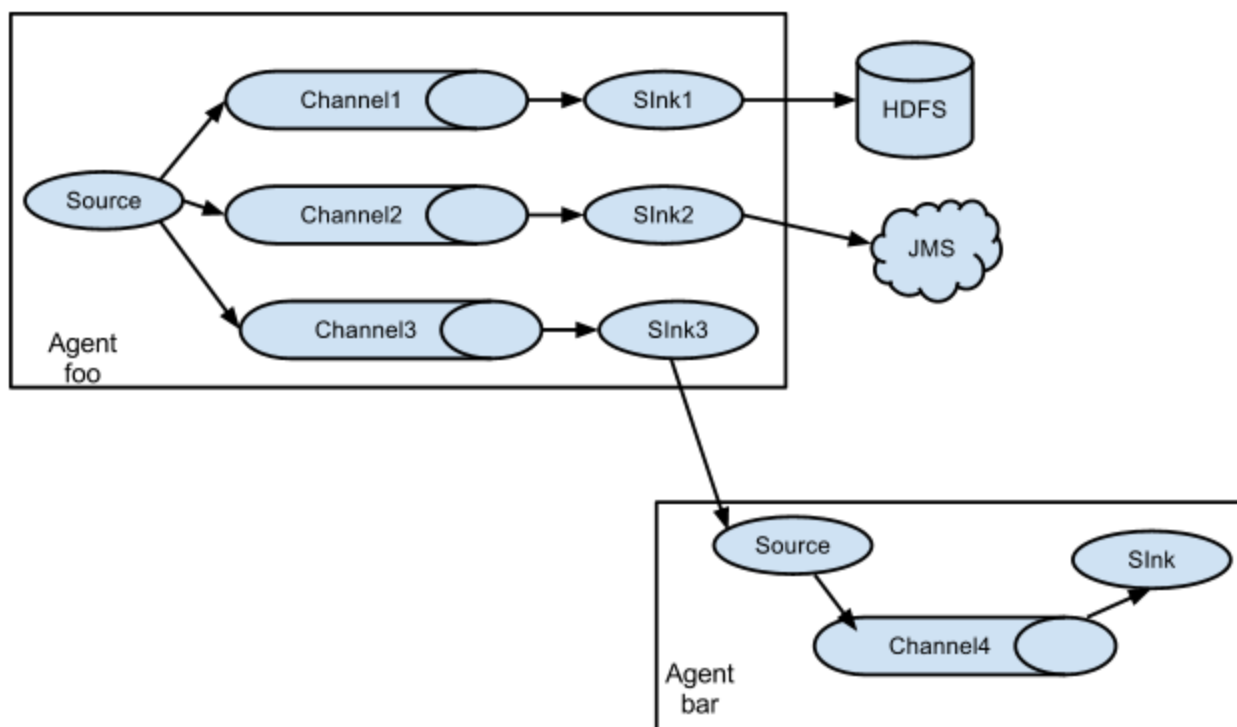 Channel1
SInk1
HDFS
Source
Channel2
SInk2
JMS
Channel3
SInk3
Agent
foo
Source
SInk
Channel4
Agent
bar